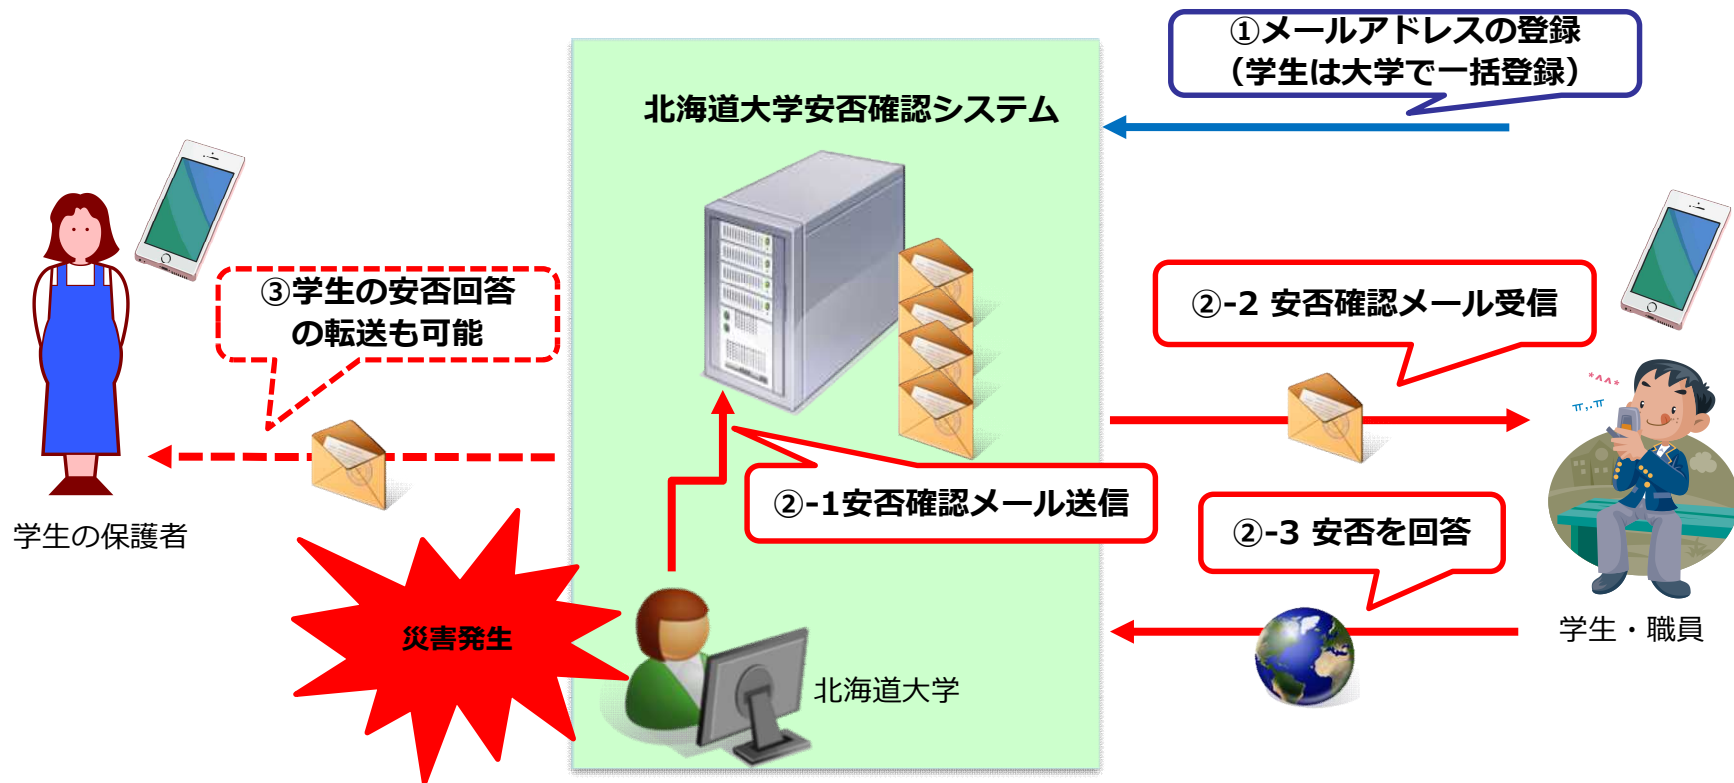 ①メールアドレスの登録
（学生は大学で一括登録）
北海道大学安否確認システム
③学生の安否回答
の転送も可能
②-2 安否確認メール受信
*^^*
π,.π
②-1安否確認メール送信
②-3 安否を回答
学生の保護者
災害発生
学生・職員
北海道大学